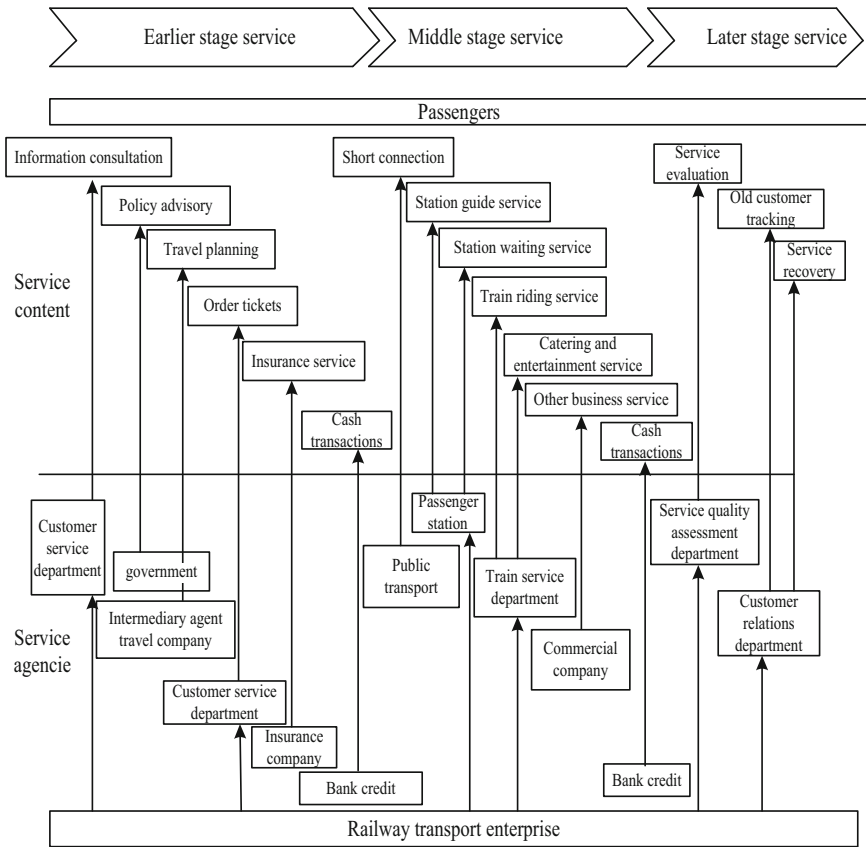 Earlier stage service
Middle stage service
Later stage service
Passengers
Information consultation
Policy advisory
Travel planning
Order tickets
Insurance service
Cash
transactions
Short connection
Station guide service
Station waiting service
Train riding service
Catering and
entertainment service
Other business service
Cash
transactions
Service
evaluation
Old customer
tracking
Service
recovery
Service
content
Service
agencie
Customer
service
department
government
Intermediary agent
travel company
Customer service
department
Insurance
company
Bank credit
Public
transport
Passenger
station
Train service
department
Commercial
company
Bank credit
Service quality
assessment
department
Customer
relations
department
Railway transport enterprise